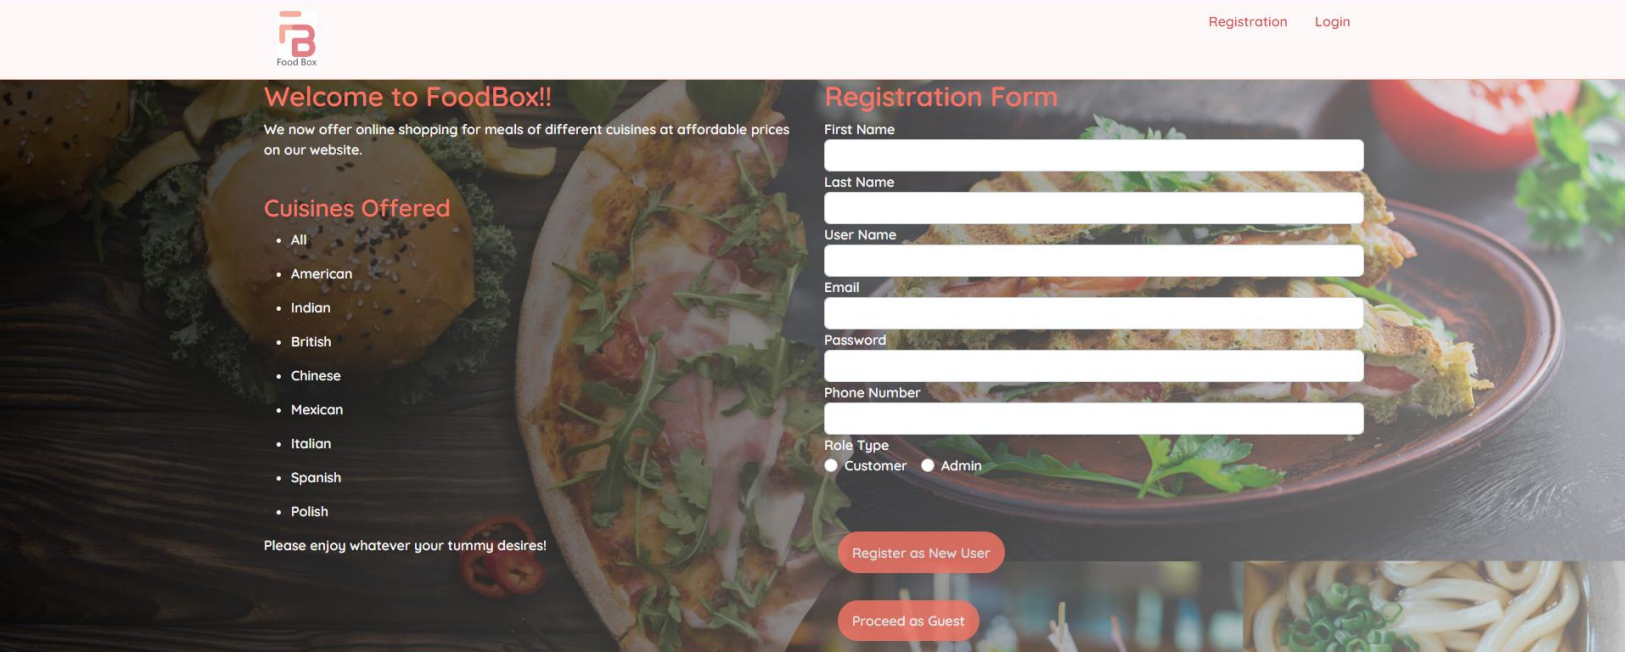 FB
Food Box
Registration
Login
Welcome to FoodBox!!
We now offer online shopping for meals of different cuisines at affordable prices
on our website.
Cuisines Offered
All
American
Indian
British
Chinese
Mexican
Italian
Spanish
Polish
Please enjoy whatever your tummy desires!
Registration Form
First Name
Last Name
User Name
Email
Password
Phone Number
Role Type
Customer
Admin
Register as New User
Proceed as Guest